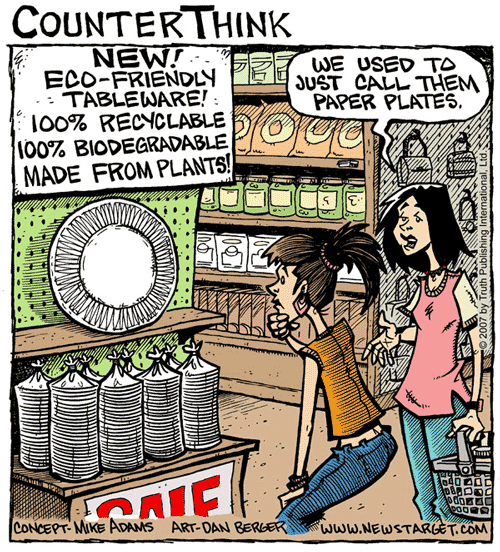 COUNTERTHINK
NEW!
ECO-FRIENDLY
TABLEWARE!
100% RECYCLABLE
100% BIODEGRADABLE
MADE FROM PLANTS!
WE USED TO
JUST CALL THEM
PAPER PLATES.
© 2007 by Truth Publishing International, Ltd.
SALE
CONCEPT-MIKE ADAMS ART-DAN BERGER WWW.NEWSTARGET.COM